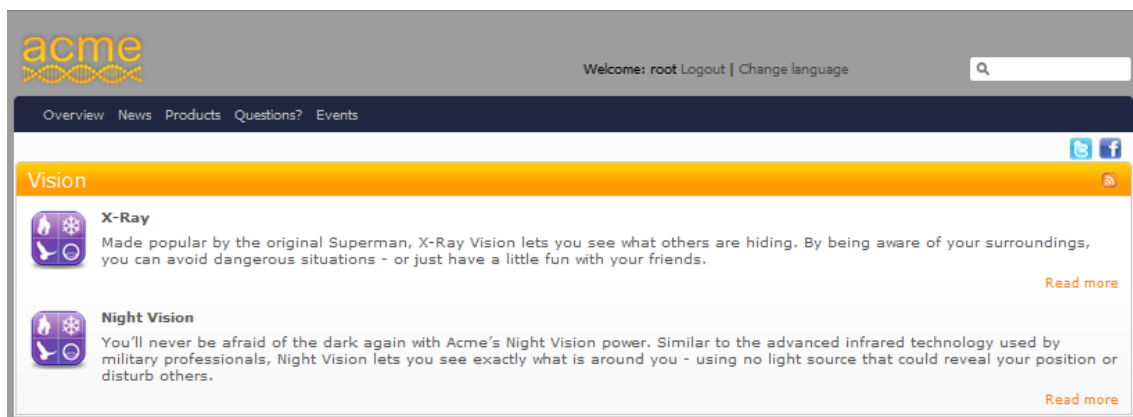 acme
Welcome: root Logout | Change language
Overview News Products Questions? Events
Vision
X-Ray
Made popular by the original Superman, X-Ray Vision lets you see what others are hiding. By being aware of your surroundings,
you can avoid dangerous situations - or just have a little fun with your friends.
Read more
Night Vision
You’ll never be afraid of the dark again with Acme’s Night Vision power. Similar to the advanced infrared technology used by
military professionals, Night Vision lets you see exactly what is around you - using no light source that could reveal your position or
disturb others.
Read more